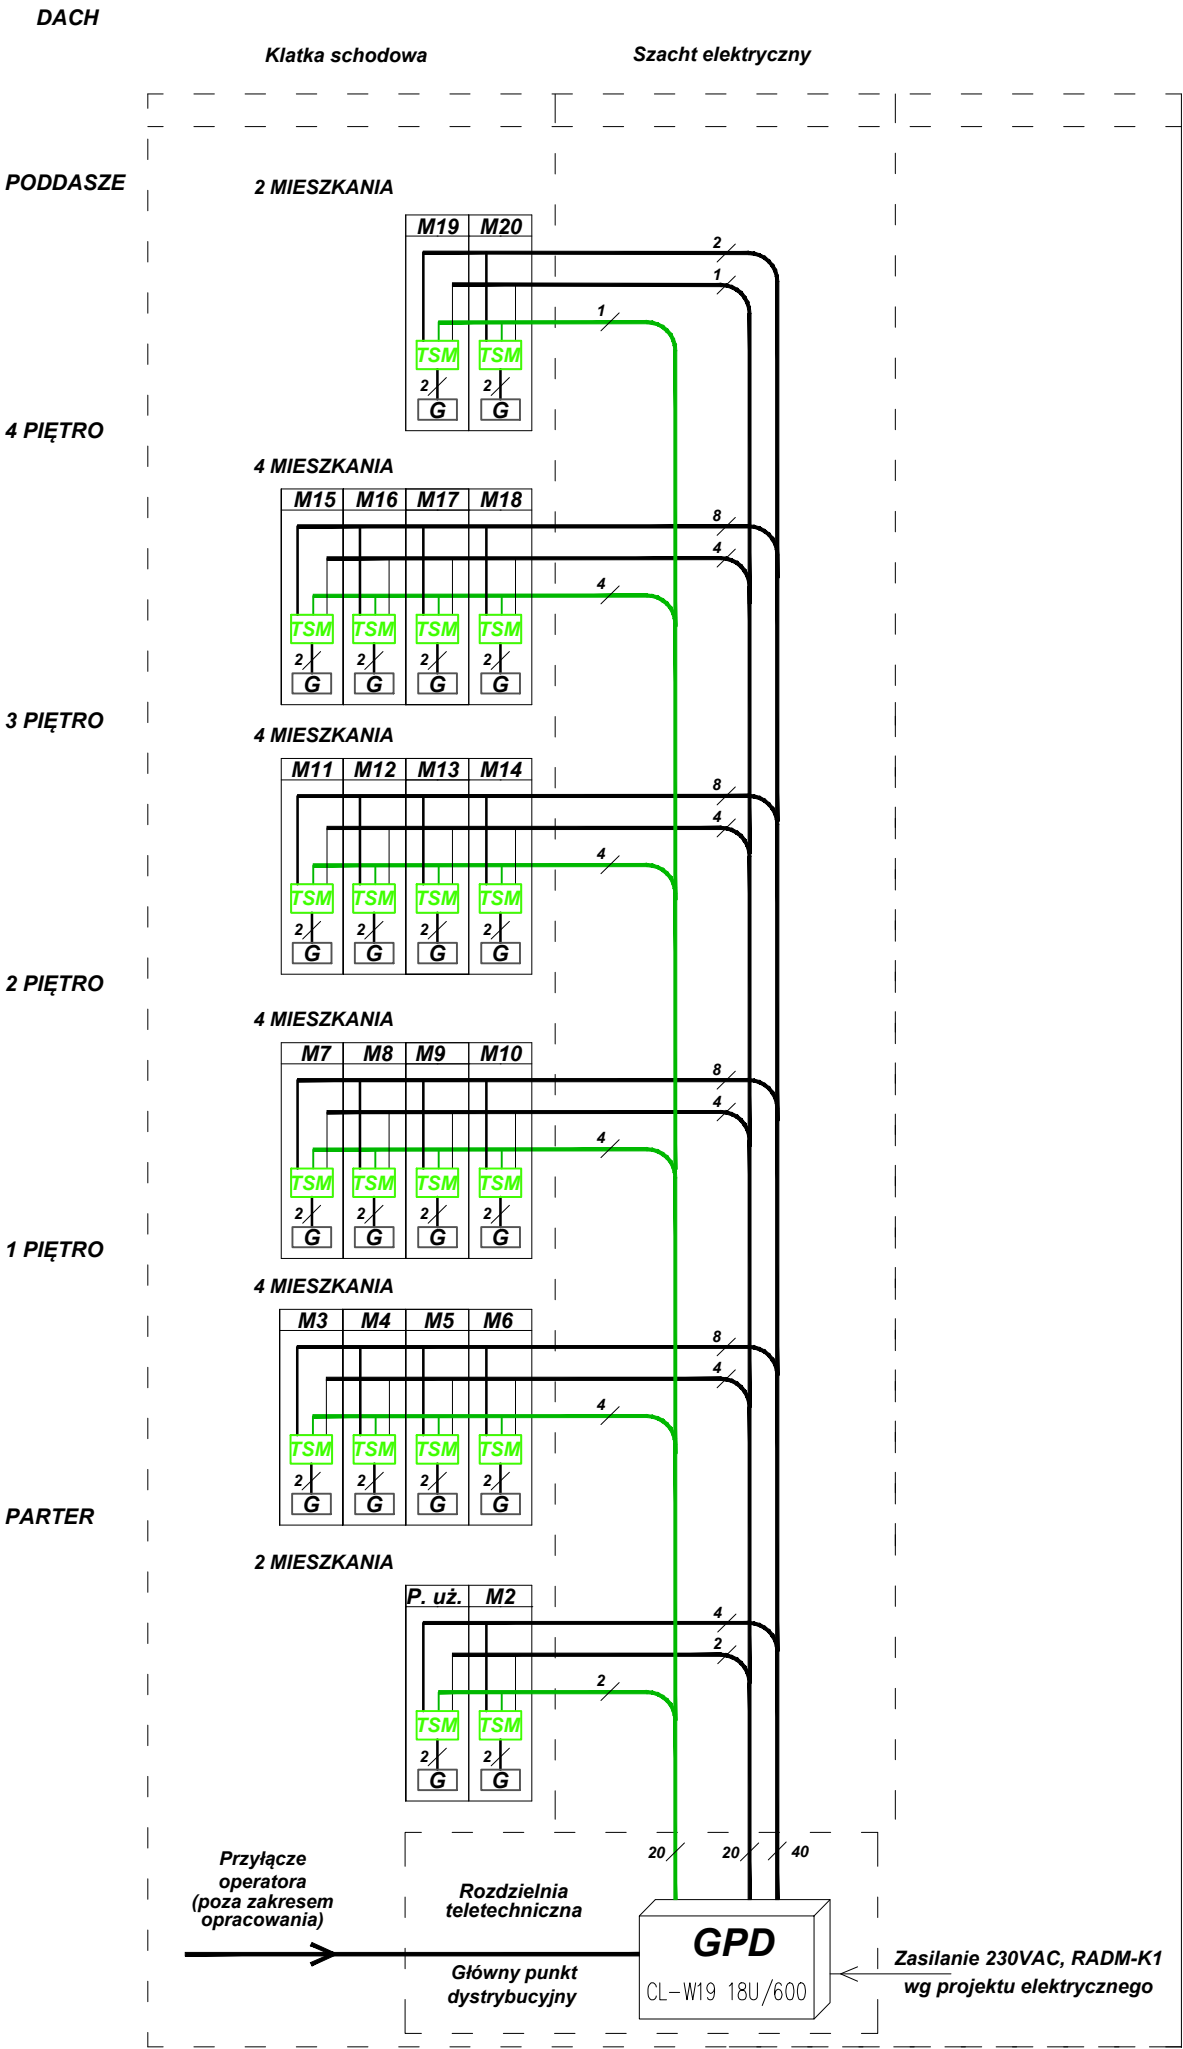 DACH
Klatka schodowa
Szacht elektryczny
PODDASZE
2 MIESZKANIA
M19 M20
2
1
1
TSM TSM
2 2
G G
4 PIĘTRO
4 MIESZKANIA
M15 M16 M17 M18
8
4
4
TSM TSM TSM TSM
2 2 2 2
G G G G
3 PIĘTRO
4 MIESZKANIA
M11 M12 M13 M14
8
4
4
TSM TSM TSM TSM
2 2 2 2
G G G G
2 PIĘTRO
4 MIESZKANIA
M7 M8 M9 M10
8
4
4
TSM TSM TSM TSM
2 2 2 2
G G G G
1 PIĘTRO
4 MIESZKANIA
M3 M4 M5 M6
8
4
4
TSM TSM TSM TSM
2 2 2 2
G G G G
PARTER
2 MIESZKANIA
P. uż. M2
4
2
2
TSM TSM
2 2
G G
20 20 40
Przyłącze
operatora
(poza zakresem
opracowania)
Rozdzielnia
teletechniczna
Główny punkt
dystrybucyjny
GPD
CL-W19 18U/600
Zasilanie 230VAC, RADM-K1
wg projektu elektrycznego